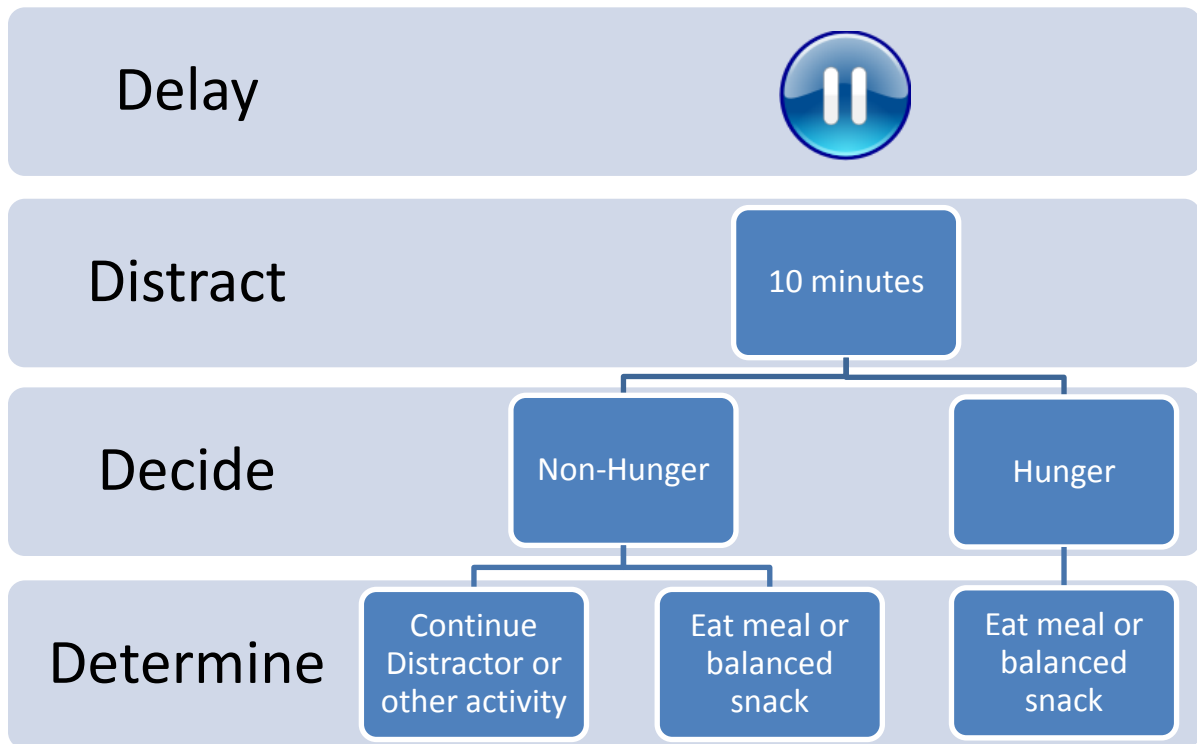 Delay
Distract
10 minutes
Decide
Non-Hunger
Hunger
Determine
Continue
Distractor or
other activity
Eat meal or
balanced
snack
Eat meal or
balanced
snack